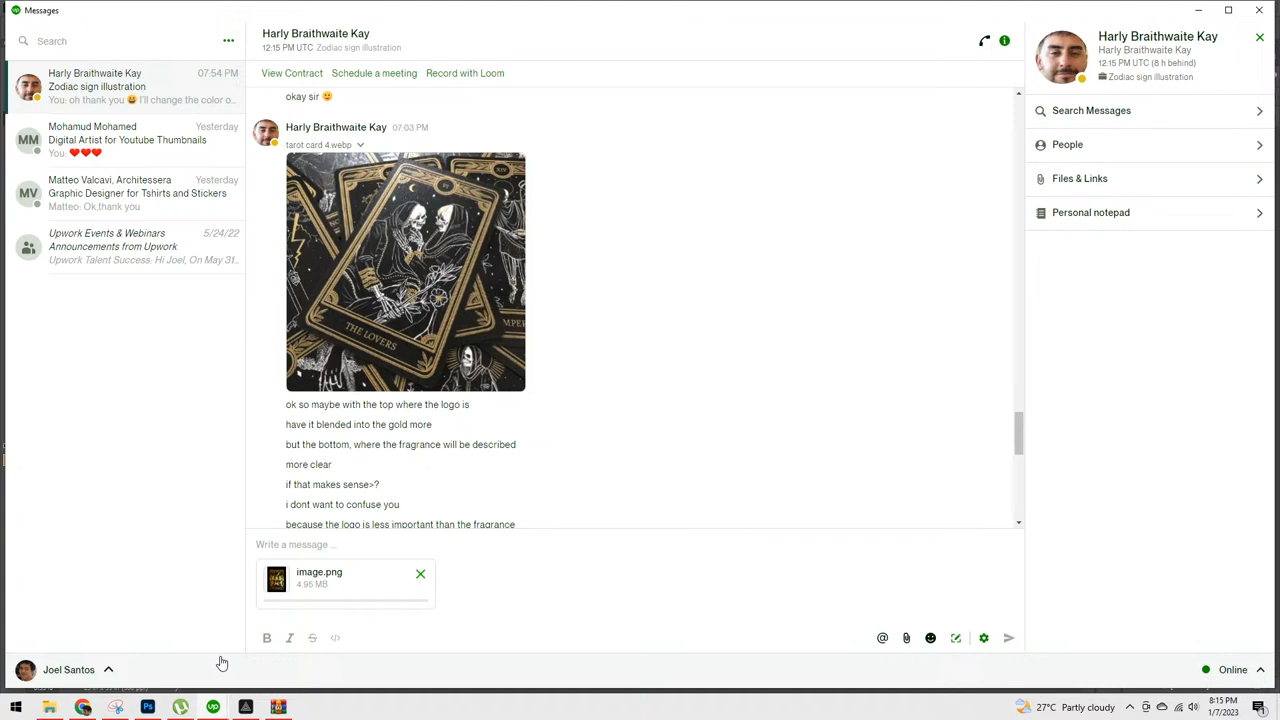 Messages
Search
Harly Braithwaite Kay 07:54 PM
Zodiac sign illustration
You: oh thank you 😀 I'll change the color o...
MM
Mohamud Mohamed Yesterday
Digital Artist for Youtube Thumbnails
You: ❤️❤️❤️
MV
Matteo Valcavi, Architessera Yesterday
Graphic Designer for Tshirts and Stickers
Matteo: Ok,thank you
Upwork Events & Webinars 5/24/22
Announcements from Upwork
Upwork Talent Success: Hi Joel, On May 31...
Joel Santos
Harly Braithwaite Kay
12:15 PM UTC Zodiac sign illustration
View Contract Schedule a meeting Record with Loom
okay sir 🙂
Harly Braithwaite Kay 07:03 PM
tarot card 4.webp
VI
XIV
THE LOVERS
ok so maybe with the top where the logo is
have it blended into the gold more
but the bottom, where the fragrance will be described
more clear
if that makes sense>?
i dont want to confuse you
because the logo is less important than the fragrance
Write a message ...
image.png
4.95 MB
B I S </> @
Harly Braithwaite Kay
Harly Braithwaite Kay
12:15 PM UTC (8 h behind)
Zodiac sign illustration
Search Messages
People
Files & Links
Personal notepad
Online
Ps
up
27°C Partly cloudy
8:15 PM
1/7/2023